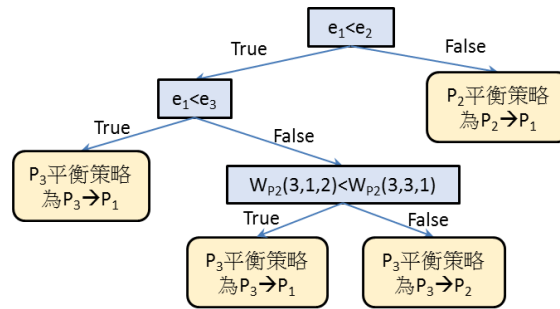 e₁<e₂
True
False
e₁<e₃
P₂平衡策略
為P₂→P₁
True
False
P₃平衡策略
為P₃→P₁
W_P2(3,1,2)<W_P2(3,3,1)
True
False
P₃平衡策略
為P₃→P₁
P₃平衡策略
為P₃→P₂